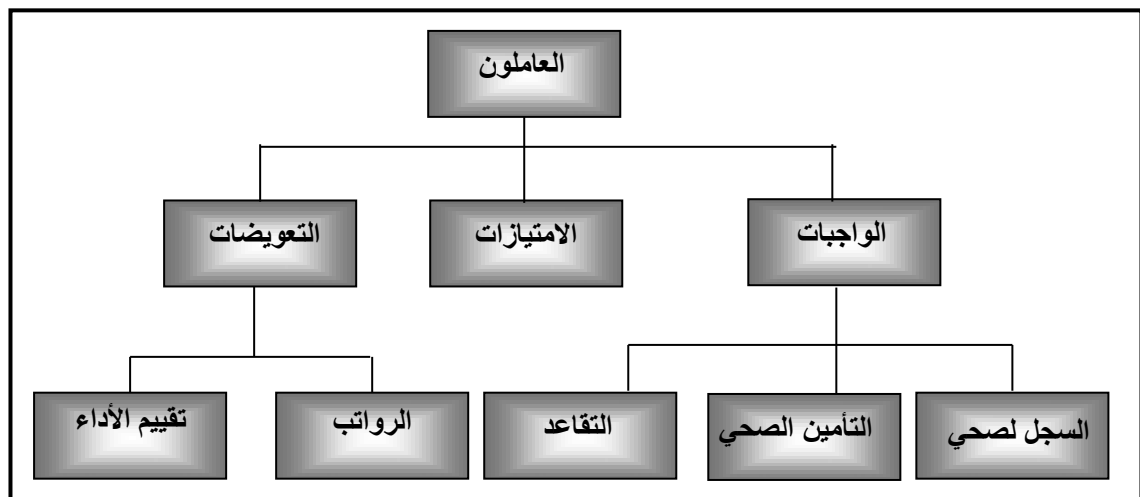 العاملون
الواجبات
الامتيازات
التعويضات
السجل لصحي
التأمين الصحي
التقاعد
الرواتب
تقييم الأداء